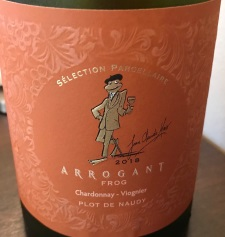 SÉLECTION PARCELLAIRE
2018
ARROGANT
FROG
Chardonnay - Viognier
PLOT DE NAUDY